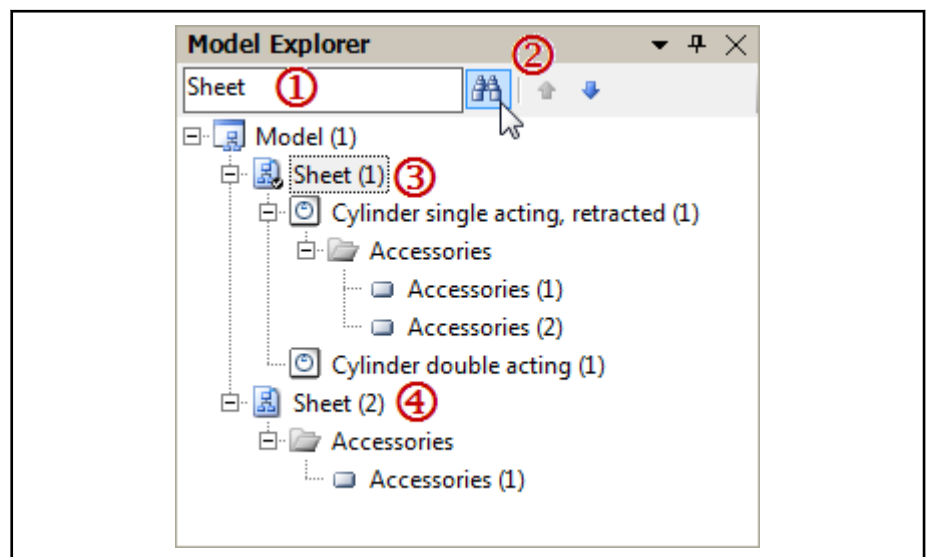 Model Explorer
②
Sheet ①
Model (1)
Sheet (1) ③
Cylinder single acting, retracted (1)
Accessories
Accessories (1)
Accessories (2)
Cylinder double acting (1)
Sheet (2) ④
Accessories
Accessories (1)